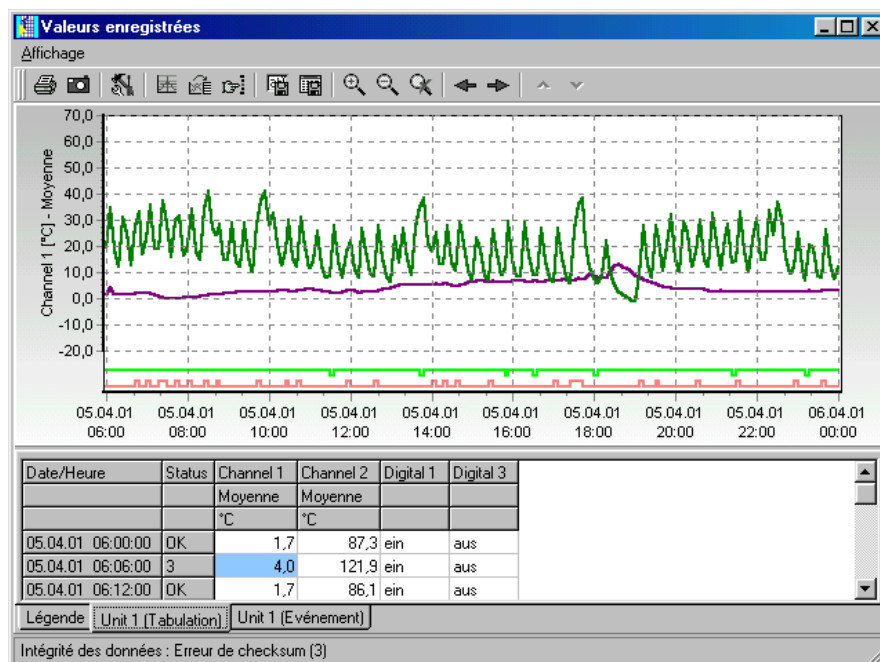 Valeurs enregistrées
Affichage
70,0
60,0
50,0
40,0
30,0
20,0
10,0
0,0
-10,0
-20,0
Channel 1 [°C] - Moyenne
05.04.01 05.04.01 05.04.01 05.04.01 05.04.01 05.04.01 05.04.01 05.04.01 05.04.01 06.04.01
06:00 08:00 10:00 12:00 14:00 16:00 18:00 20:00 22:00 00:00
Date/Heure Status Channel 1 Channel 2 Digital 1 Digital 3
Moyenne Moyenne
°C °C
05.04.01 06:00:00 OK 1,7 87,3 ein aus
05.04.01 06:06:00 3 4,0 121,9 ein aus
05.04.01 06:12:00 OK 1,7 86,1 ein aus
Légende Unit 1 (Tabulation) Unit 1 (Evénement)
Intégrité des données : Erreur de checksum (3)